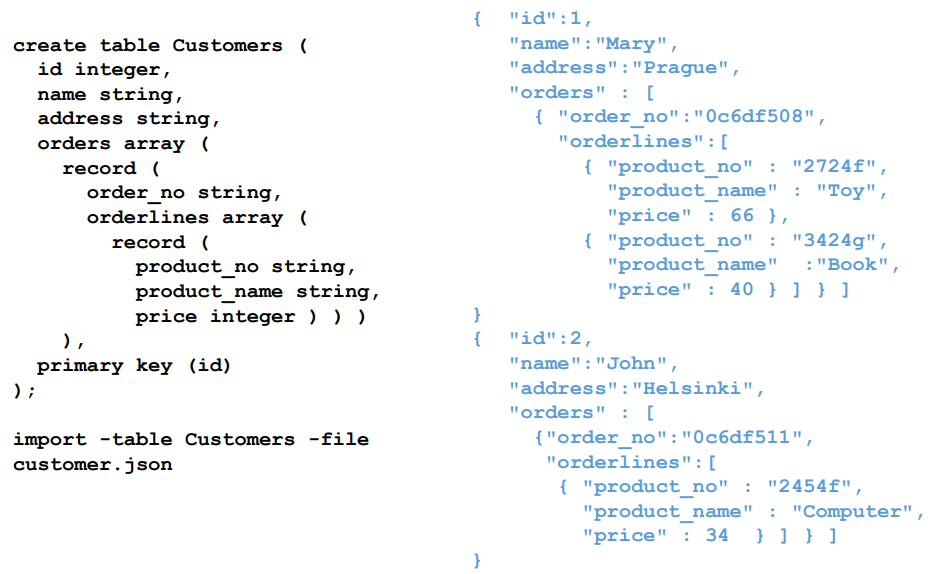 create table Customers (
id integer,
name string,
address string,
orders array (
record (
order_no string,
orderlines array (
record (
product_no string,
product_name string,
price integer ) ) )
),
primary key (id)
);
import -table Customers -file
customer.json
{ "id":1,
"name":"Mary",
"address":"Prague",
"orders" : [
{ "order_no":"0c6df508",
"orderlines":[
{ "product_no" : "2724f",
"product_name" : "Toy",
"price" : 66 },
{ "product_no" : "3424g",
"product_name" :"Book",
"price" : 40 } ] } ]
}
{ "id":2,
"name":"John",
"address":"Helsinki",
"orders" : [
{"order_no":"0c6df511",
"orderlines":[
{ "product_no" : "2454f",
"product_name" : "Computer",
"price" : 34 } ] } ]
}